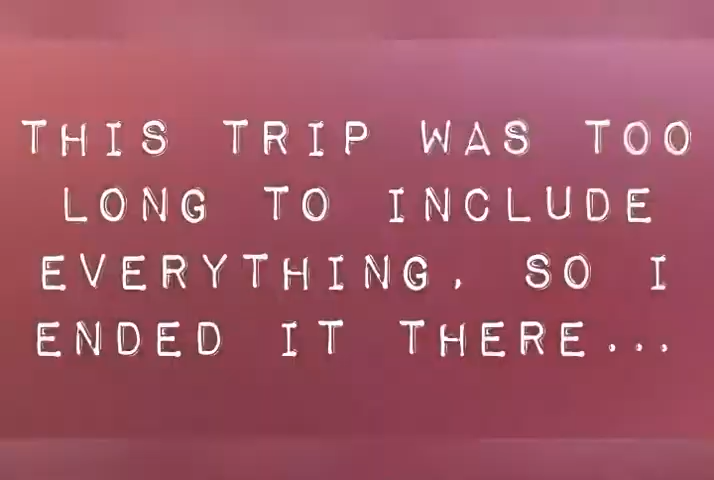 THIS TRIP WAS TOO
LONG TO INCLUDE
EVERYTHING, SO I
ENDED IT THERE...